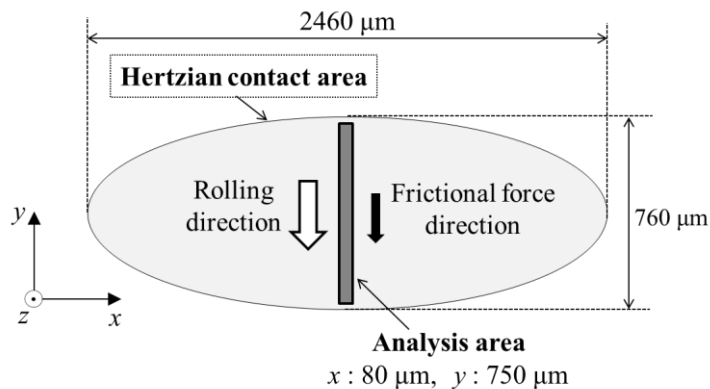 2460 μm
Hertzian contact area
Rolling
direction
Frictional force
direction
760 μm
y
z
x
Analysis area
x : 80 μm, y : 750 μm